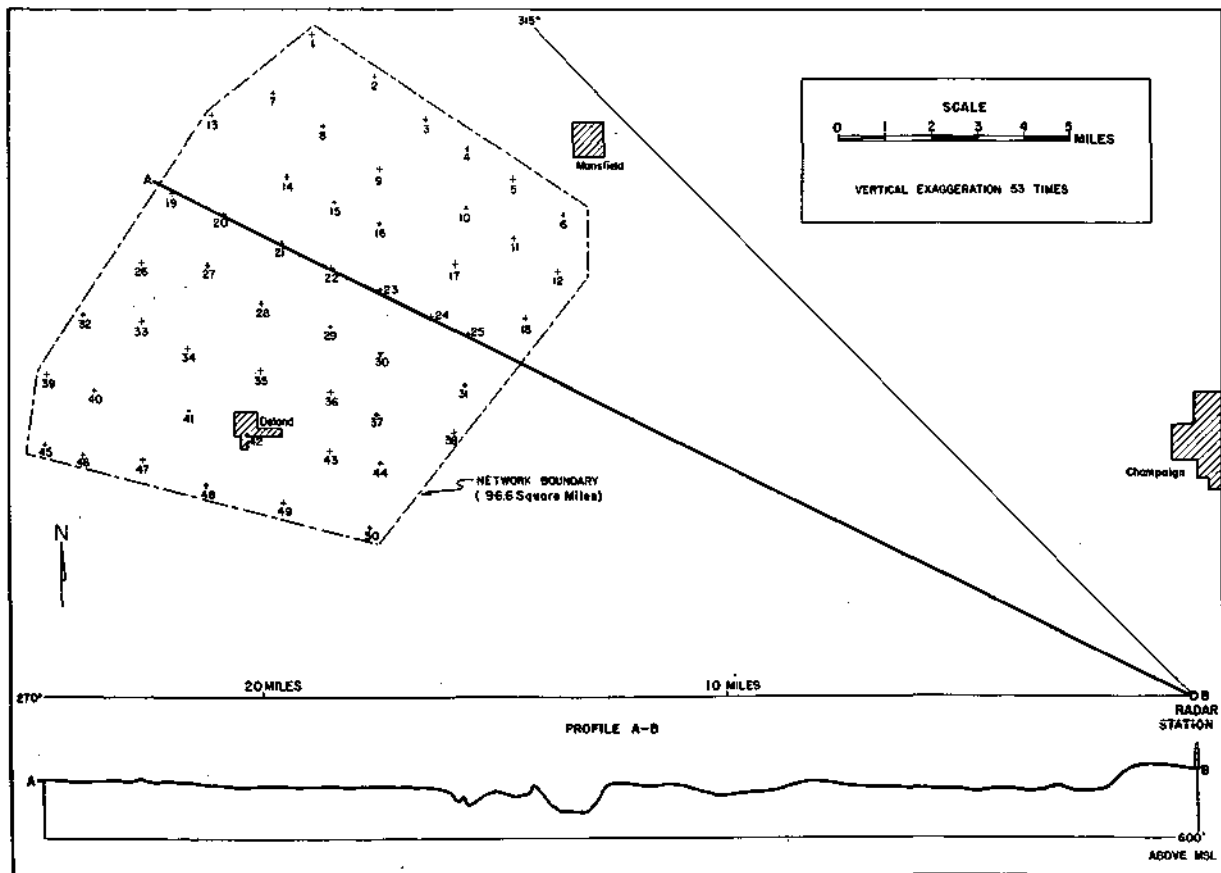 315°
1
2
7
SCALE
0 1 2 3 4 5
MILES
VERTICAL EXAGGERATION 53 TIMES
13
8
3
4
Mansfield
9
5
A
14
19
15
10
6
20
16
11
21
26
27
22
17
12
23
28
24
32
33
29
25
18
34
30
39
35
31
40
36
41
Deland
37
42
38
45
46
47
43
44
Champaign
48
NETWORK BOUNDARY
( 96.6 Square Miles)
49
50
N
270°
20 MILES
10 MILES
B
RADAR
STATION
PROFILE A-B
A
B
600'
ABOVE MSL